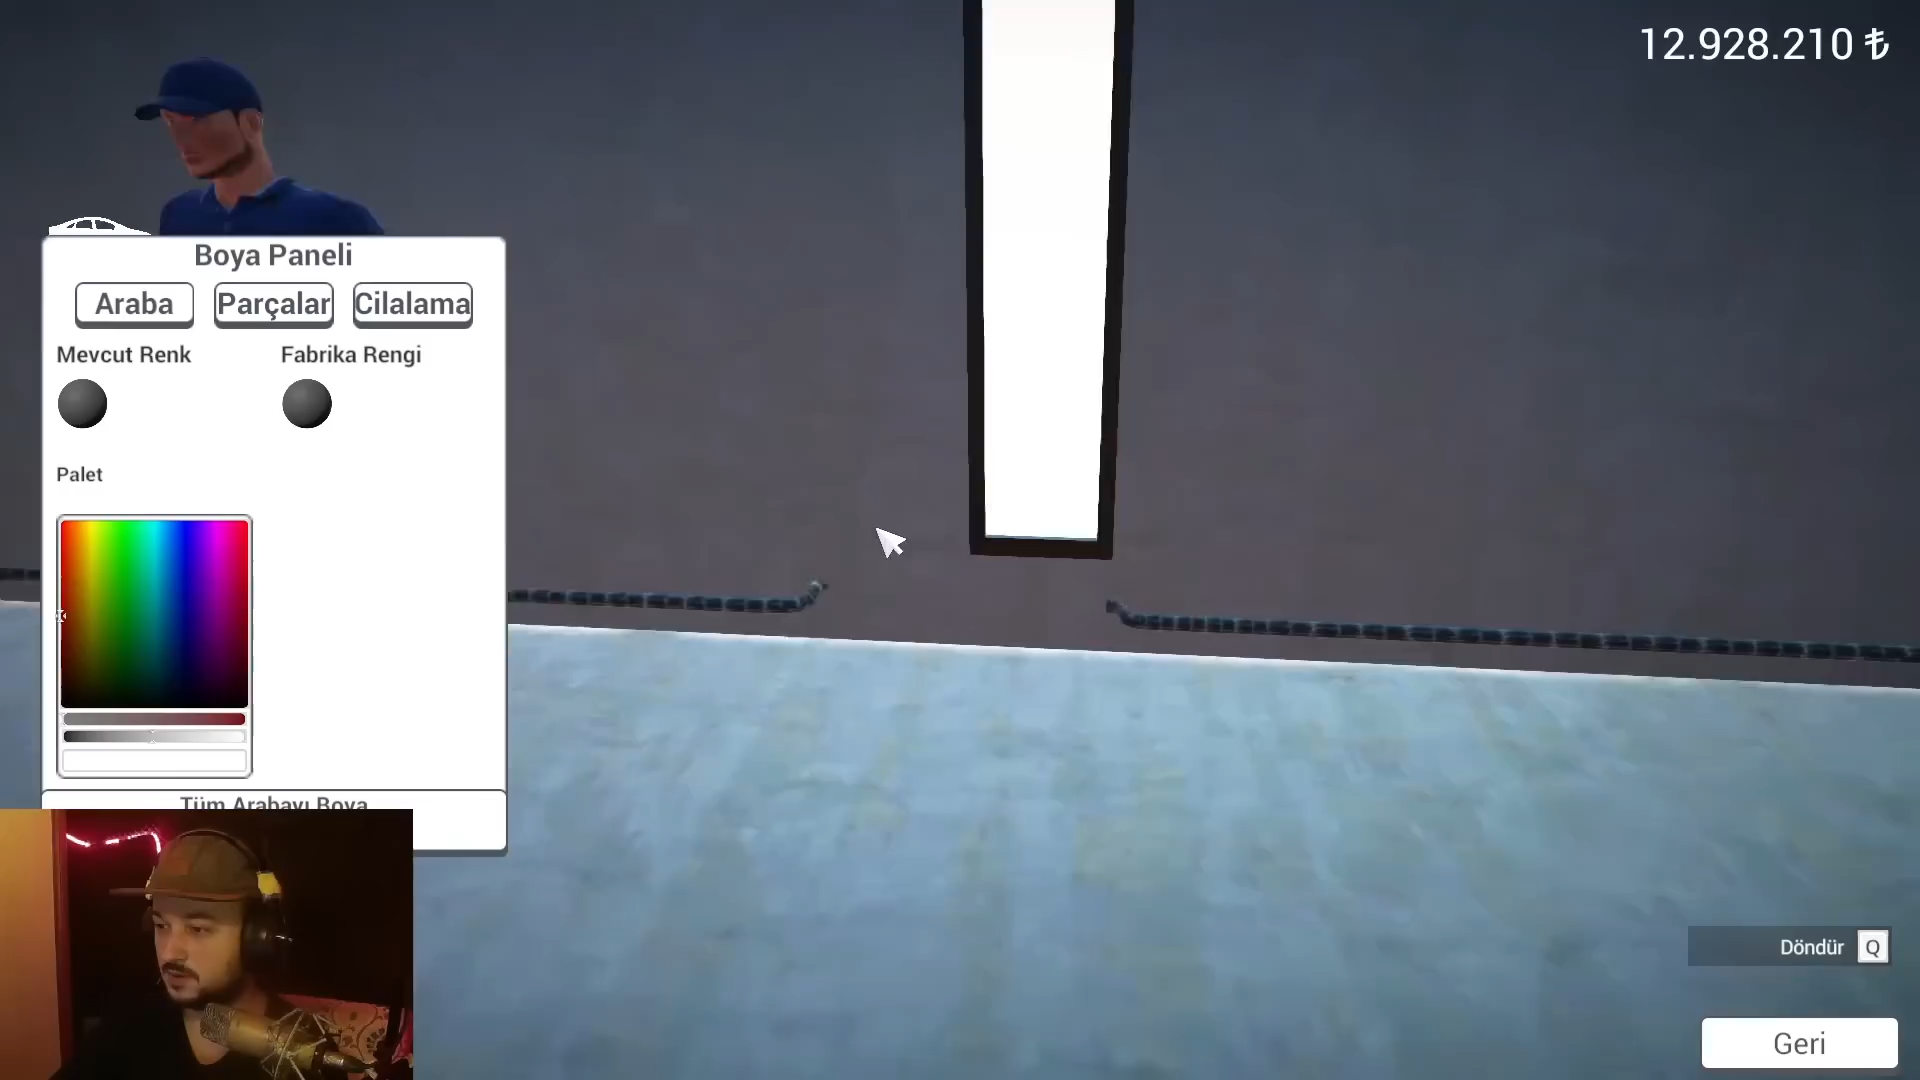 12.928.210 ₺
Boya Paneli
Araba
Parçalar
Cilalama
Mevcut Renk
Fabrika Rengi
Palet
Tüm Arabayı Boya
Döndür Q
Geri